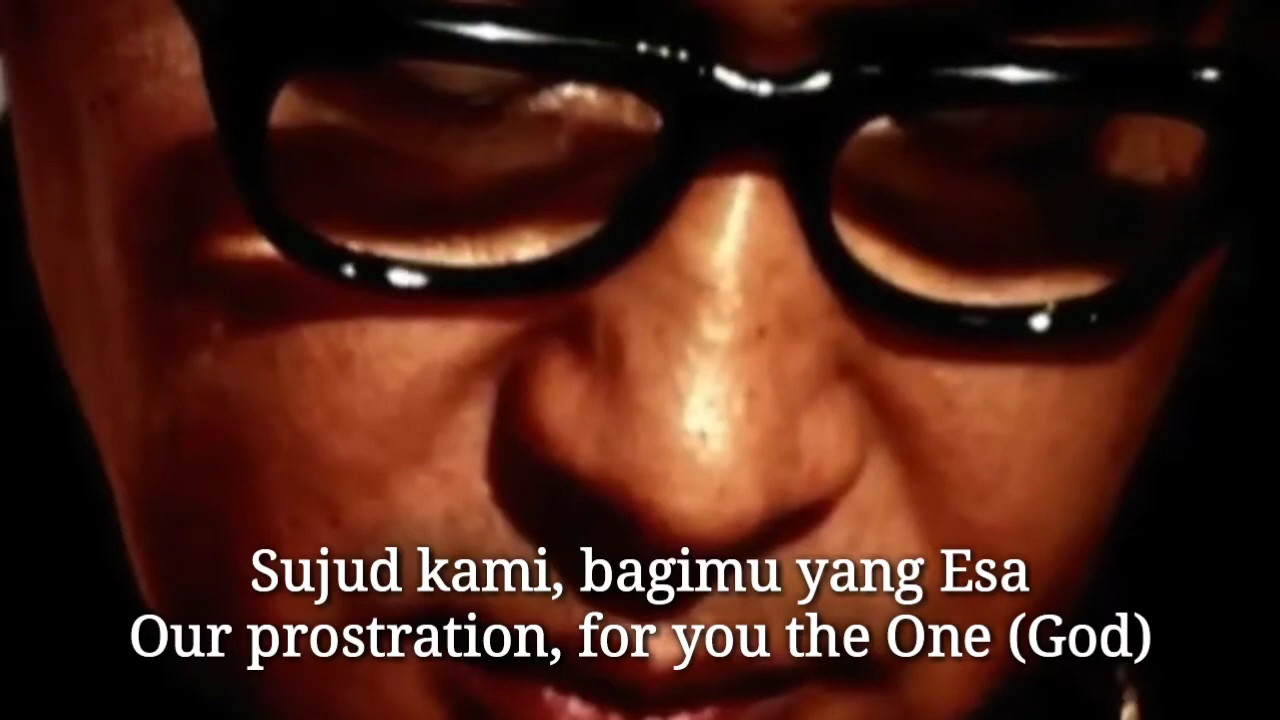 Sujud kami, bagimu yang Esa
Our prostration, for you the One (God)